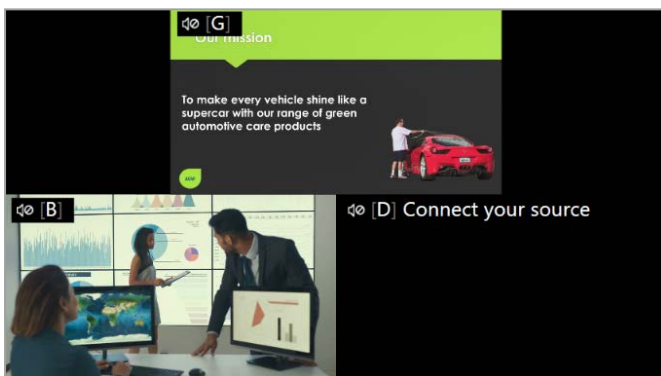 [G]
Our mission
To make every vehicle shine like a
supercar with our range of green
automotive care products
[B]
[D] Connect your source